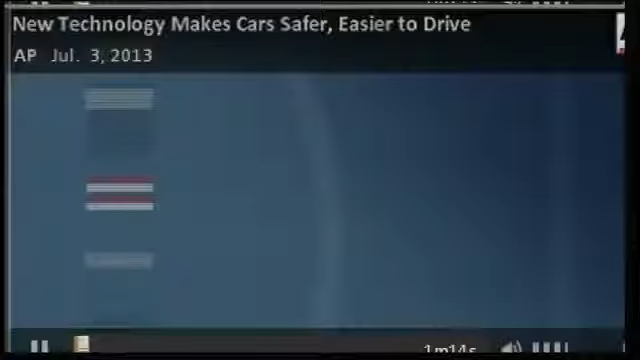 New Technology Makes Cars Safer, Easier to Drive
AP Jul. 3, 2013
1m14s